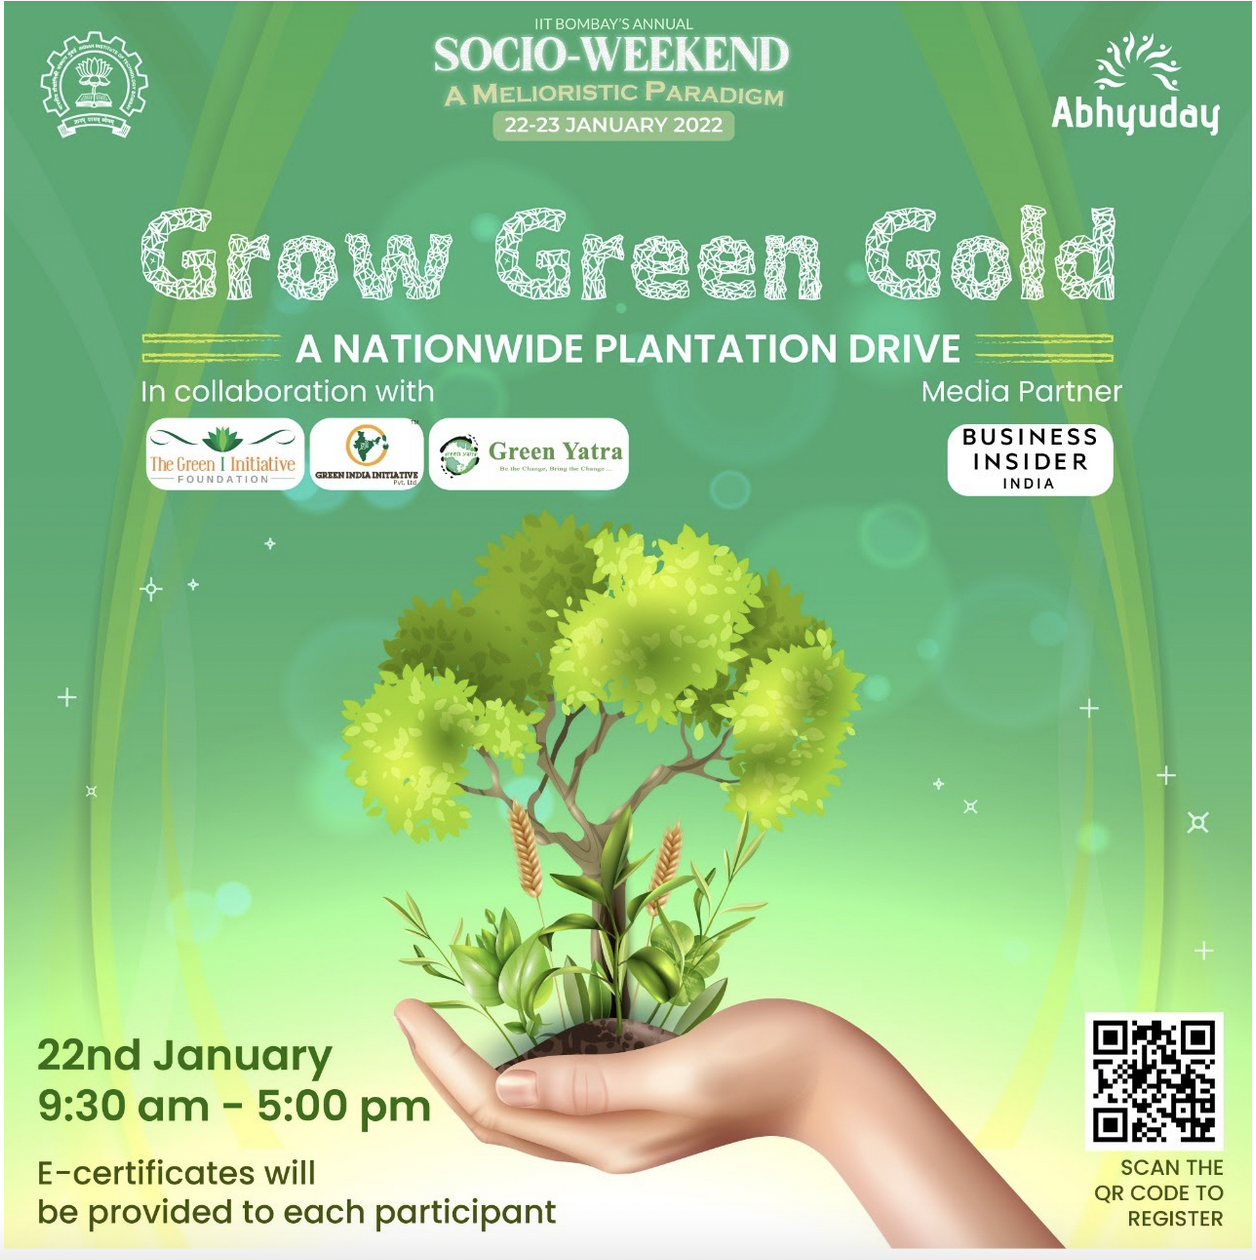 IIT BOMBAY'S ANNUAL
SOCIO-WEEKEND
A MELIORISTIC PARADIGM
22-23 JANUARY 2022
Abhyuday
Grow Green Gold
A NATIONWIDE PLANTATION DRIVE
In collaboration with
Media Partner
The Green I Initiative
FOUNDATION
GREEN INDIA INITIATIVE
Pvt. Ltd.
TM
Green Yatra
Be the Change, Bring the Change ...
BUSINESS
INSIDER
INDIA
22nd January
9:30 am - 5:00 pm
E-certificates will
be provided to each participant
SCAN THE
QR CODE TO
REGISTER